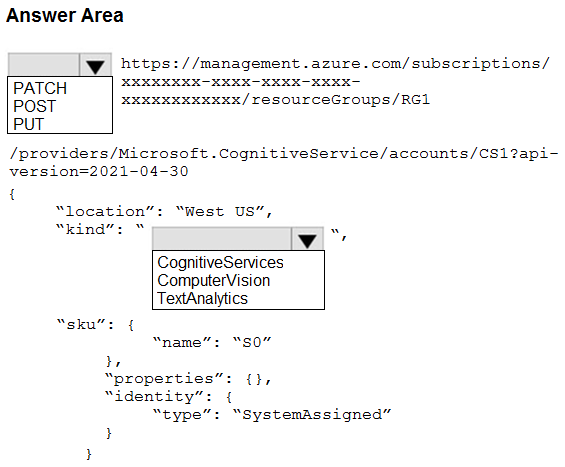 Answer Area
https://management.azure.com/subscriptions/
PATCH
POST
PUT
xxxxxxxx-xxxx-xxxx-xxxx-
xxxxxxxxxxxx/resourceGroups/RG1
/providers/Microsoft.CognitiveService/accounts/CS1?api-
version=2021-04-30
{
“location”: “West US”,
“kind”: “ “,
CognitiveServices
ComputerVision
TextAnalytics
“sku”: {
“name”: “S0”
},
“properties”: {},
“identity”: {
“type”: “SystemAssigned”
}
}